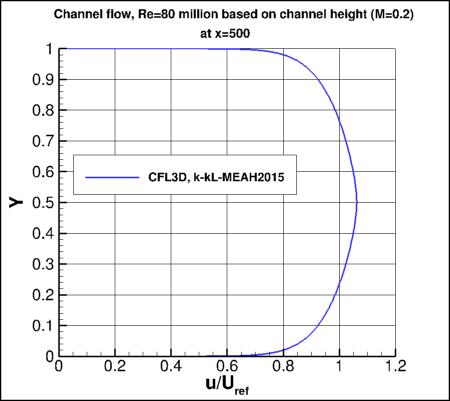 Channel flow, Re=80 million based on channel height (M=0.2)
at x=500
1
0.9
0.8
0.7
0.6
CFL3D, k-kL-MEAH2015
Y
0.5
0.4
0.3
0.2
0.1
0
0 0.2 0.4 0.6 0.8 1 1.2
u/Uref